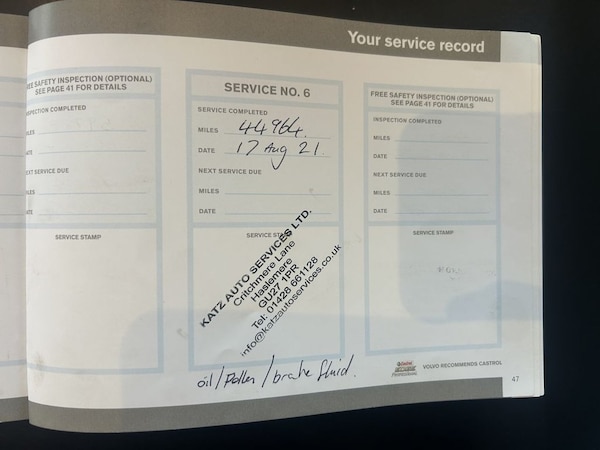 Your service record
REE SAFETY INSPECTION (OPTIONAL)
SEE PAGE 41 FOR DETAILS
INSPECTION COMPLETED
MILES
DATE
NEXT SERVICE DUE
MILES
DATE
SERVICE STAMP
SERVICE NO. 6
SERVICE COMPLETED
MILES 44964.
DATE 17 Aug 21.
NEXT SERVICE DUE
MILES
DATE
SERVICE STAMP
KATZ AUTO SERVICES LTD.
Critchmere Lane
Haslemere
GU27 1PR
Tel: 01428 661128
info@katzautoservices.co.uk
oil / Pollen / brake fluid.
FREE SAFETY INSPECTION (OPTIONAL)
SEE PAGE 41 FOR DETAILS
INSPECTION COMPLETED
MILES
DATE
NEXT SERVICE DUE
MILES
DATE
SERVICE STAMP
Castrol
VOLVO RECOMMENDS CASTROL
47